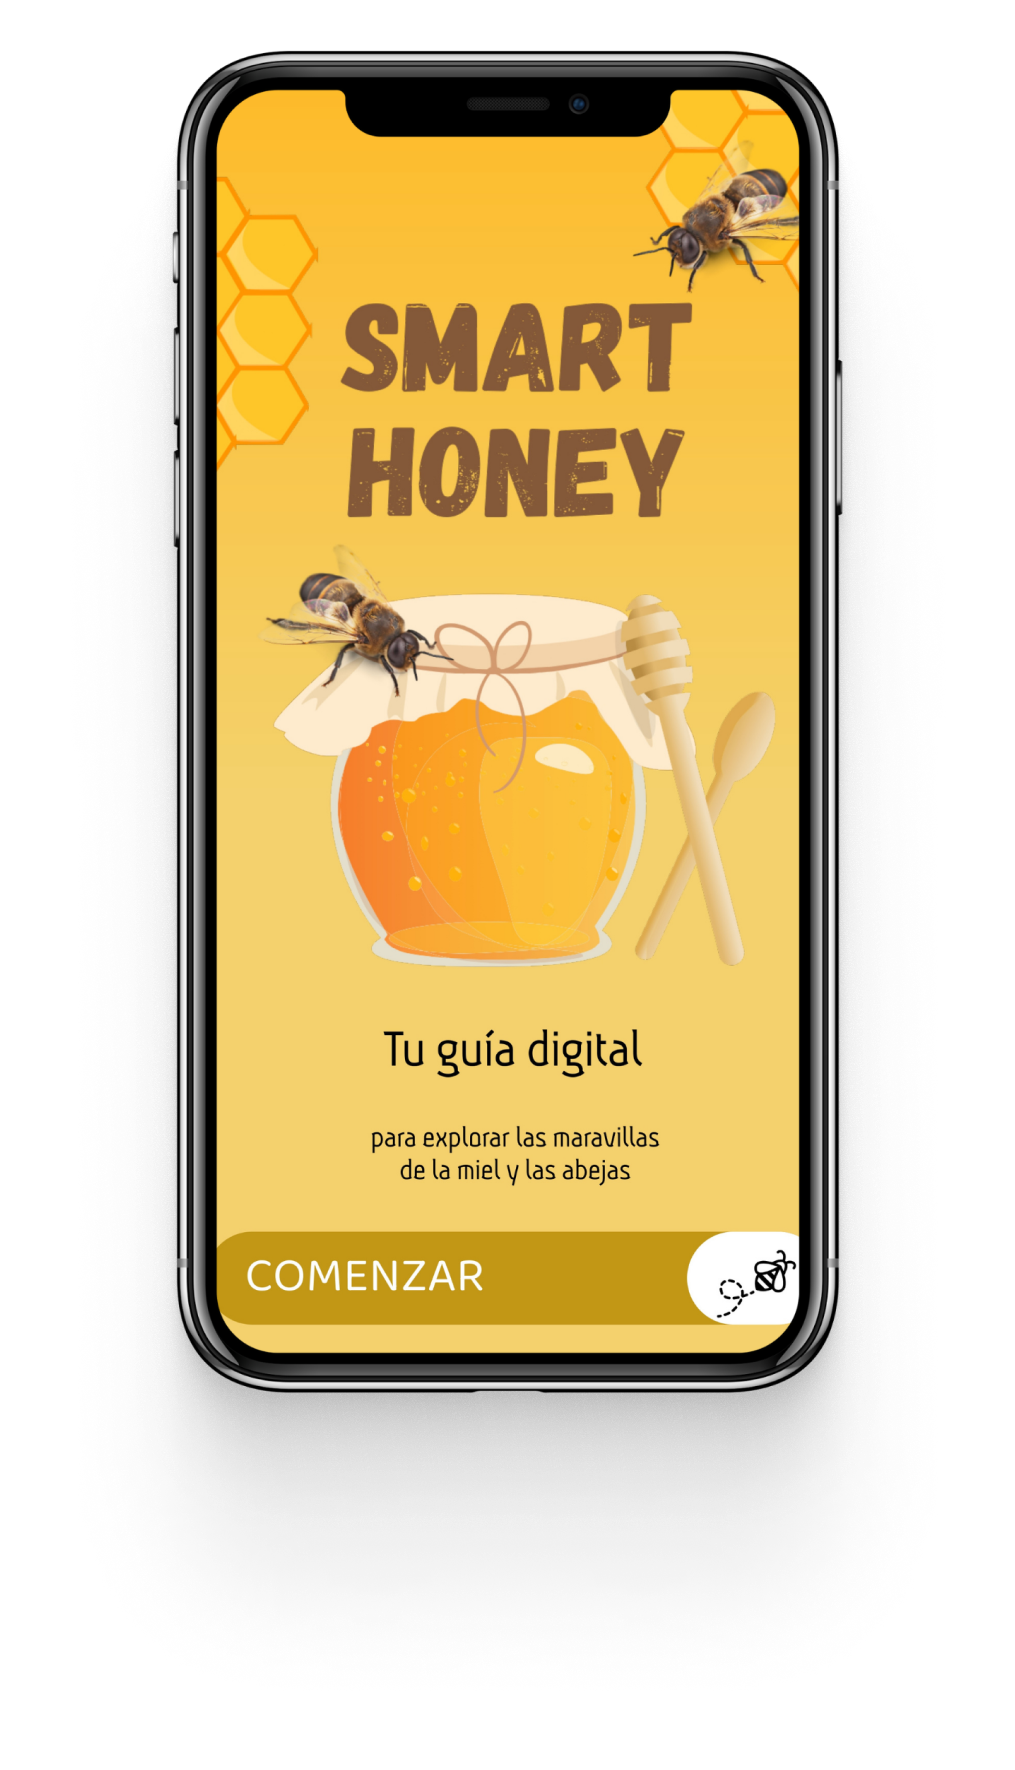 SMART
HONEY
Tu guía digital
para explorar las maravillas
de la miel y las abejas
COMENZAR